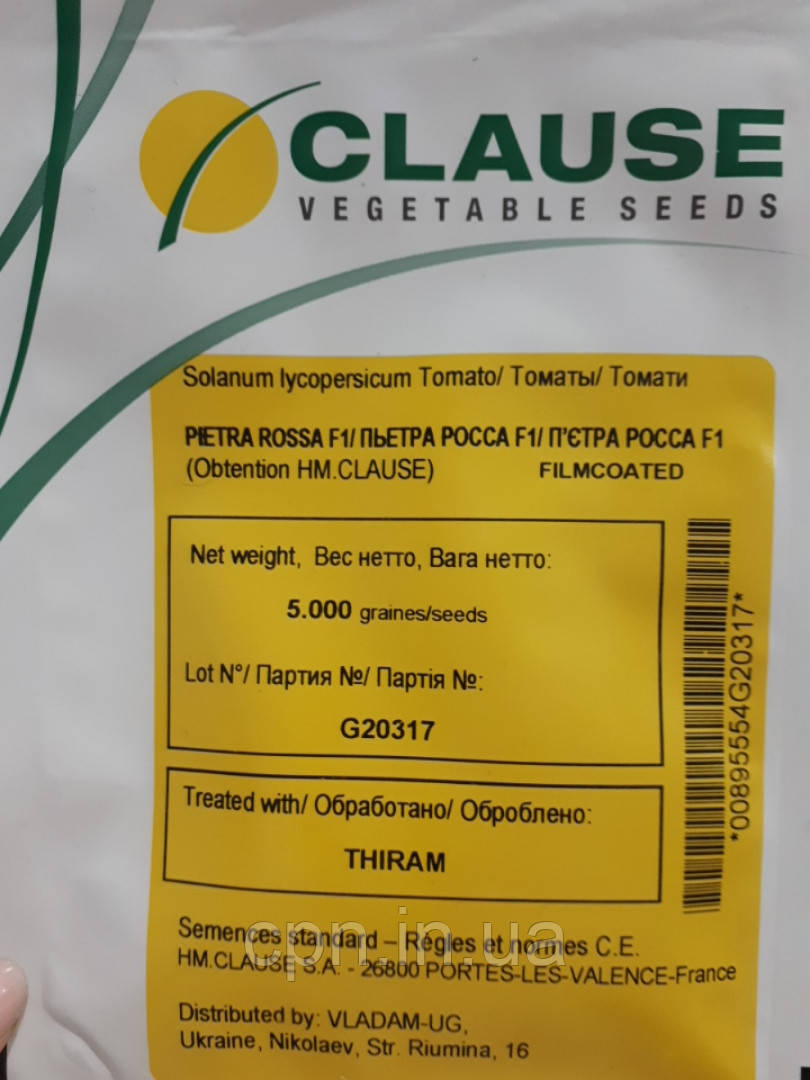 CLAUSE
VEGETABLE SEEDS
Solanum lycopersicum Tomato/ Томаты/ Томати
PIETRA ROSSA F1/ ПЬЕТРА РОССА F1/ П'ЄТРА РОССА F1
(Obtention HM.CLAUSE) FILMCOATED
Net weight, Вес нетто, Вага нетто:
5.000 graines/seeds
Lot N°/ Партия №/ Партія №:
G20317
*00895554G20317*
Treated with/ Обработано/ Оброблено:
THIRAM
Semences standard – Règles et normes C.E.
HM.CLAUSE S.A. - 26800 PORTES-LES-VALENCE-France
cpn.in.ua
Distributed by: VLADAM-UG,
Ukraine, Nikolaev, Str. Riumina, 16